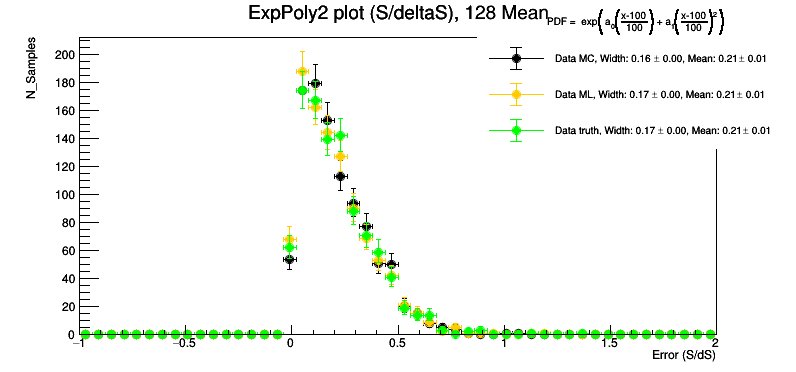 ExpPoly2 plot (S/deltaS), 128 Mean
PDF = exp(a₀(x-100/100) + a₁(x-100/100)²)
N_Samples
Data MC, Width: 0.16 ± 0.00, Mean: 0.21 ± 0.01
Data ML, Width: 0.17 ± 0.00, Mean: 0.21 ± 0.01
Data truth, Width: 0.17 ± 0.00, Mean: 0.21 ± 0.01
200
180
160
140
120
100
80
60
40
20
0
−1 −0.5 0 0.5 1 1.5 2
Error (S/dS)